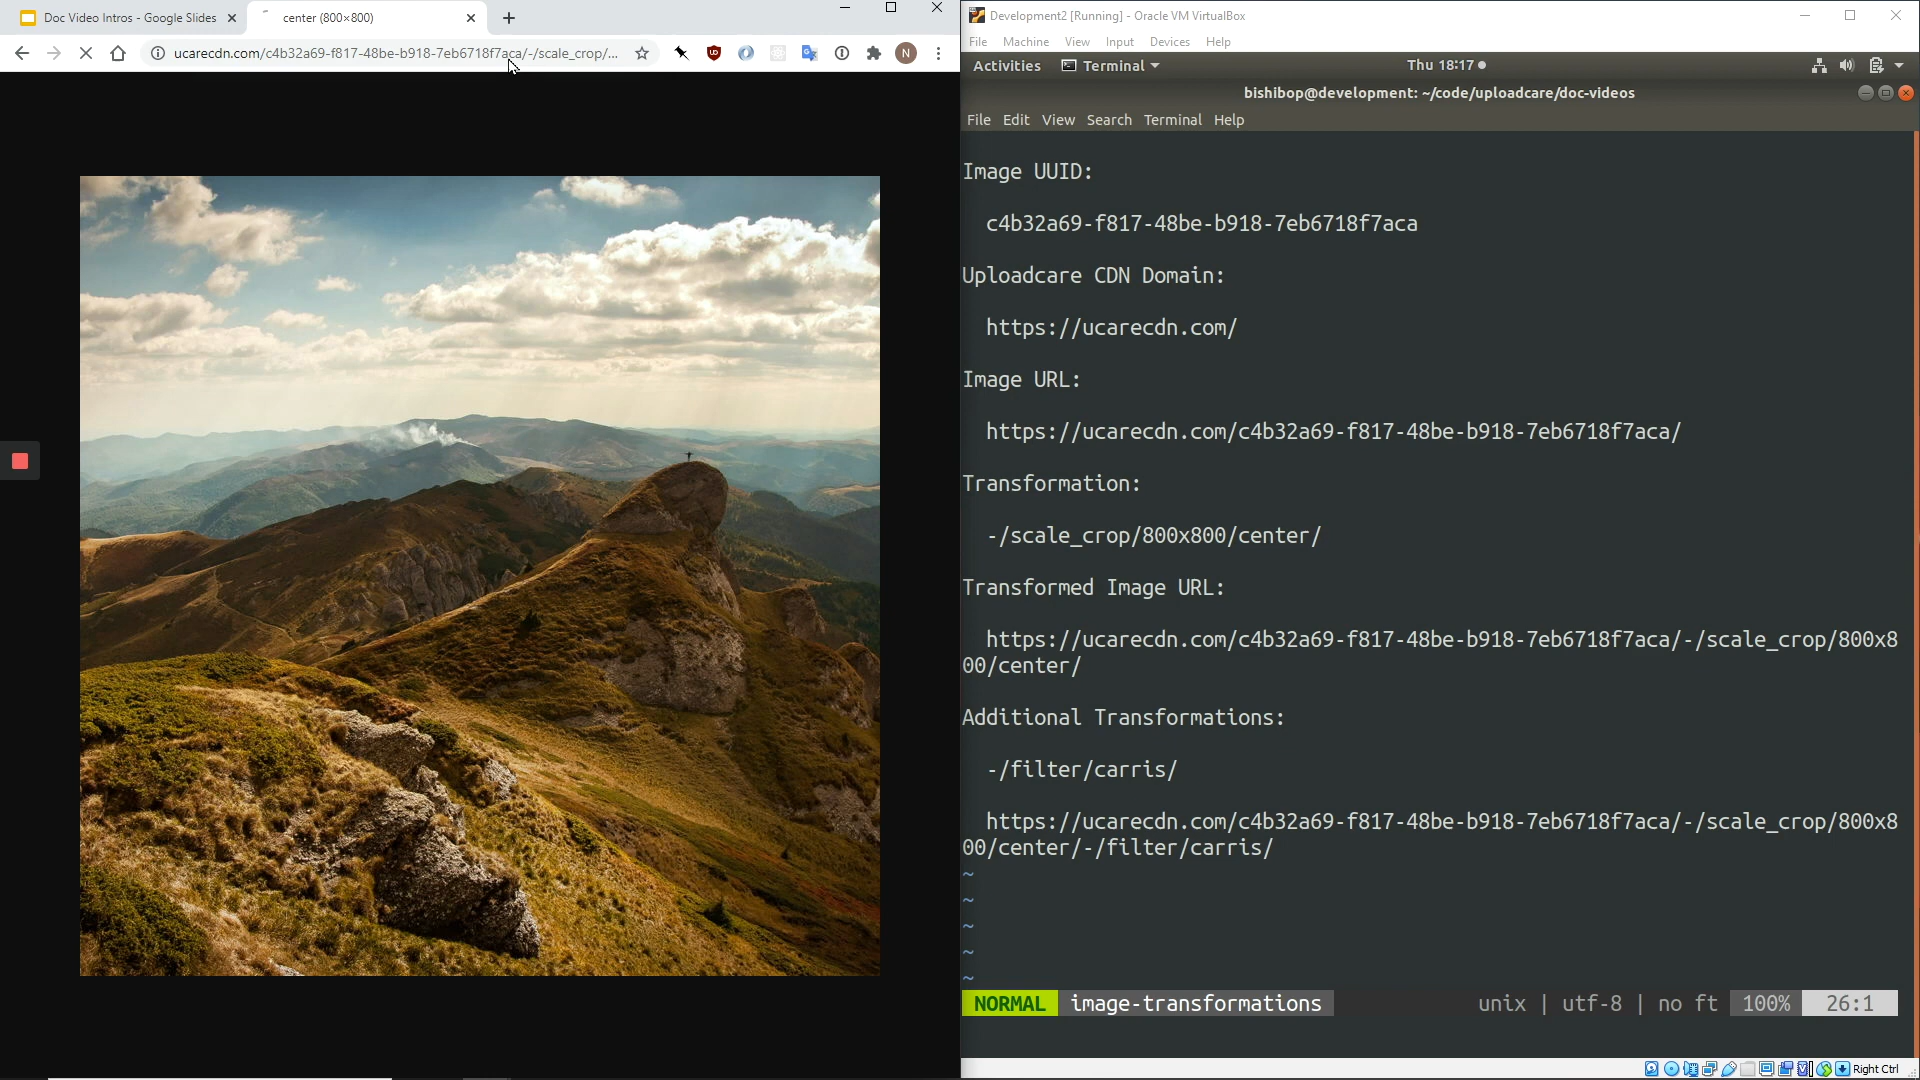 Doc Video Intros - Google Slides
center (800×800)
ucarecdn.com/c4b32a69-f817-48be-b918-7eb6718f7aca/-/scale_crop/...
N
Development2 [Running] - Oracle VM VirtualBox
File Machine View Input Devices Help
Activities Terminal Thu 18:17
bishibop@development: ~/code/uploadcare/doc-videos
File Edit View Search Terminal Help
Image UUID:
c4b32a69-f817-48be-b918-7eb6718f7aca
Uploadcare CDN Domain:
https://ucarecdn.com/
Image URL:
https://ucarecdn.com/c4b32a69-f817-48be-b918-7eb6718f7aca/
Transformation:
-/scale_crop/800x800/center/
Transformed Image URL:
https://ucarecdn.com/c4b32a69-f817-48be-b918-7eb6718f7aca/-/scale_crop/800x8
00/center/
Additional Transformations:
-/filter/carris/
https://ucarecdn.com/c4b32a69-f817-48be-b918-7eb6718f7aca/-/scale_crop/800x8
00/center/-/filter/carris/
~
~
~
~
~
NORMAL image-transformations unix | utf-8 | no ft 100% 26:1
Right Ctrl